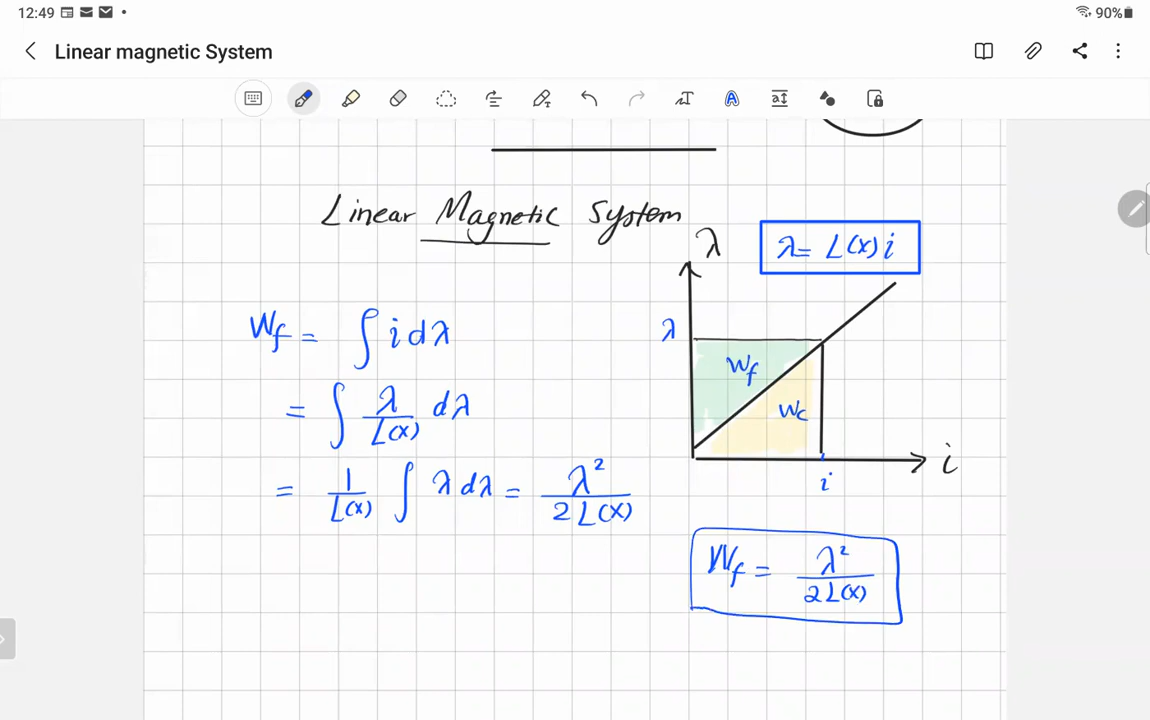 12:49
90%
Linear magnetic System
Linear Magnetic System
λ
λ = L(x) i
W_f = ∫ i dλ
λ
W_f
= ∫ λ/L(x) dλ
W_c
i
i
= 1/L(x) ∫ λ dλ = λ²/2L(x)
W_f = λ²/2L(x)